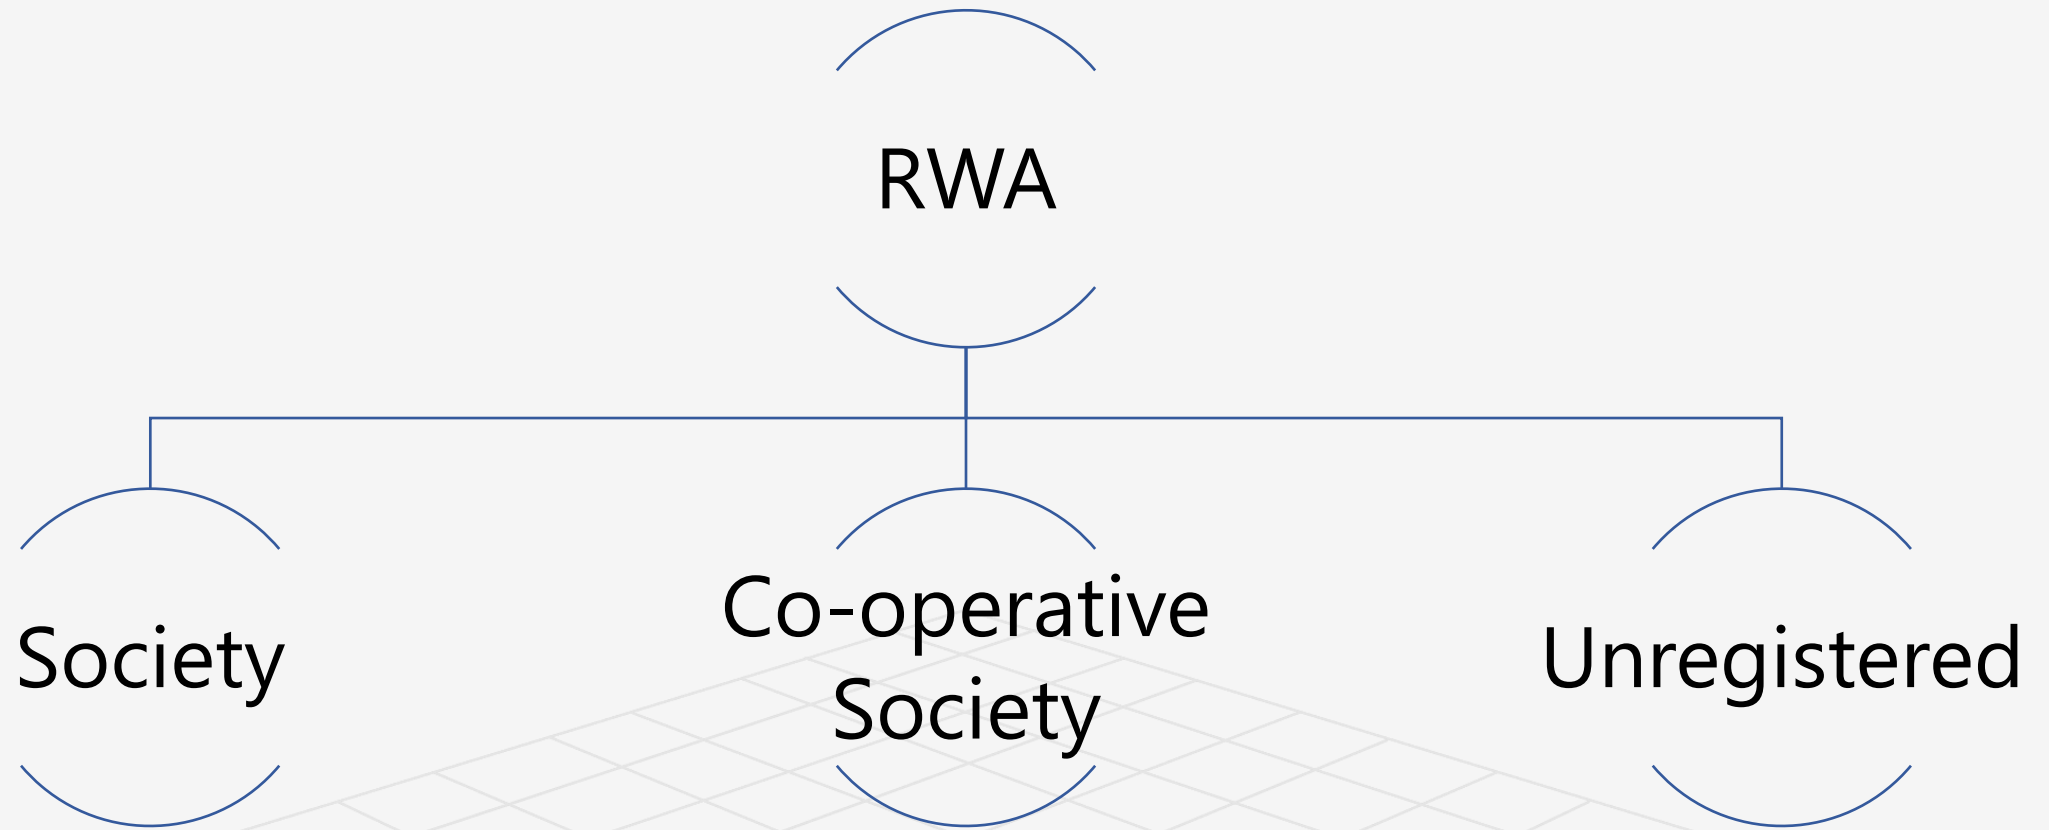 RWA
Society
Co-operative
Society
Unregistered